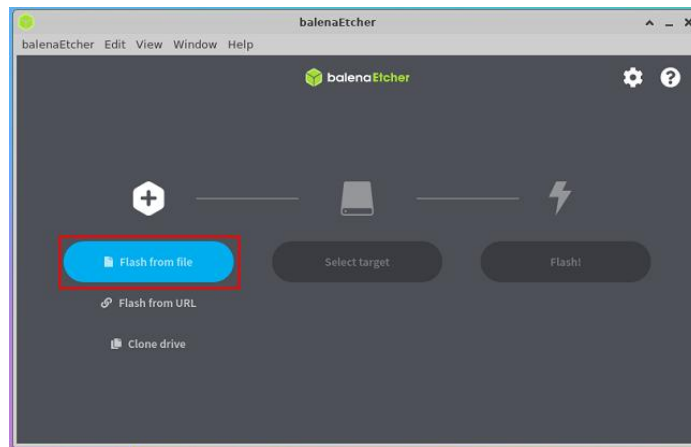 balenaEtcher
balenaEtcher Edit View Window Help
balenaEtcher
Flash from file
Select target
Flash!
Flash from URL
Clone drive